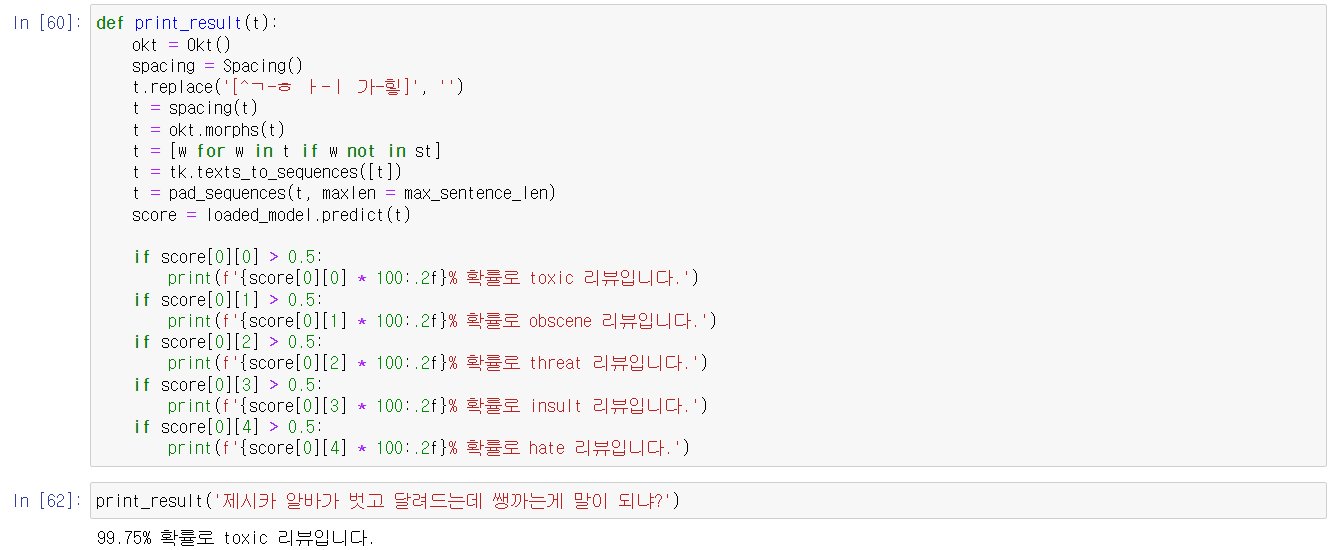 In [60]: def print_result(t):
    okt = Okt()
    spacing = Spacing()
    t.replace('[^ㄱ-ㅎ ㅏ-ㅣ 가-힣]', '')
    t = spacing(t)
    t = okt.morphs(t)
    t = [w for w in t if w not in st]
    t = tk.texts_to_sequences([t])
    t = pad_sequences(t, maxlen = max_sentence_len)
    score = loaded_model.predict(t)
    if score[0][0] > 0.5:
        print(f'{score[0][0] * 100:.2f}% 확률로 toxic 리뷰입니다.')
    if score[0][1] > 0.5:
        print(f'{score[0][1] * 100:.2f}% 확률로 obscene 리뷰입니다.')
    if score[0][2] > 0.5:
        print(f'{score[0][2] * 100:.2f}% 확률로 threat 리뷰입니다.')
    if score[0][3] > 0.5:
        print(f'{score[0][3] * 100:.2f}% 확률로 insult 리뷰입니다.')
    if score[0][4] > 0.5:
        print(f'{score[0][4] * 100:.2f}% 확률로 hate 리뷰입니다.')
In [62]: print_result('제시카 알바가 벗고 달려드는데 쌩까는게 말이 되냐?')
99.75% 확률로 toxic 리뷰입니다.